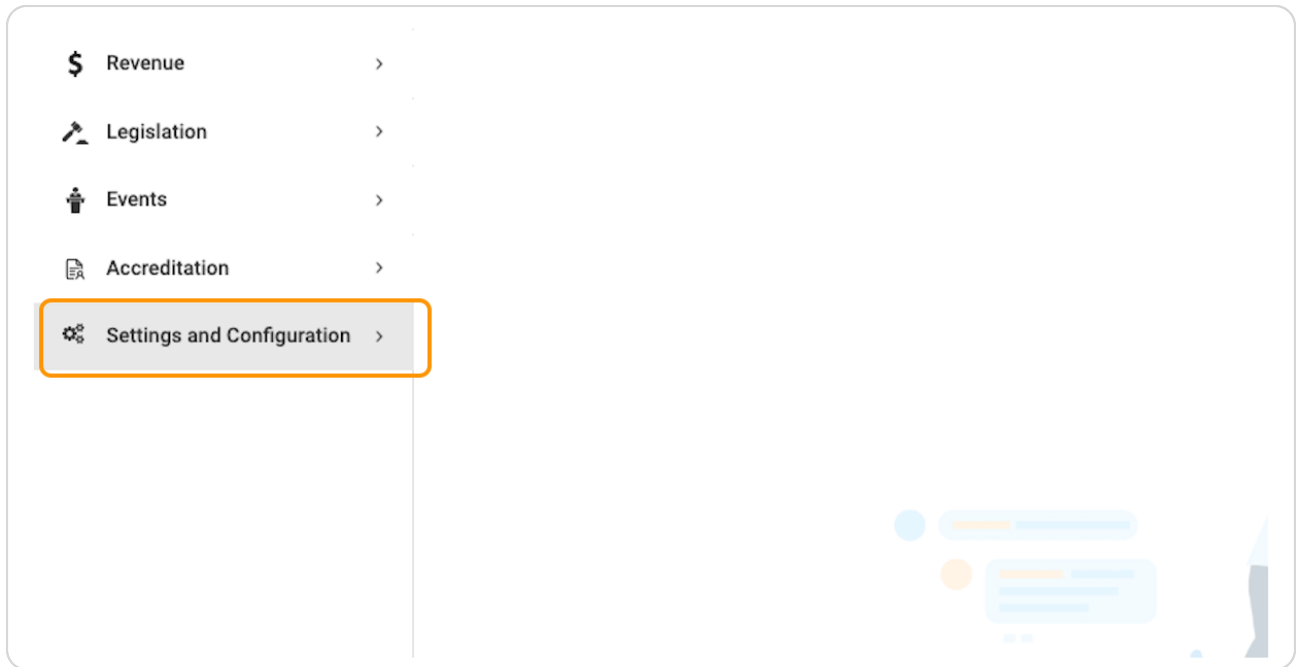 Revenue
Legislation
Events
Accreditation
Settings and Configuration